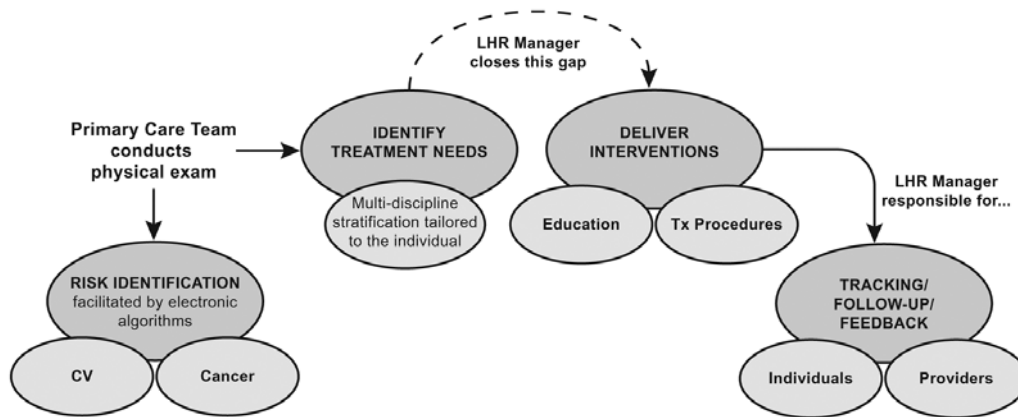 LHR Manager
closes this gap
Primary Care Team
conducts
physical exam
IDENTIFY
TREATMENT NEEDS
Multi-discipline
stratification tailored
to the individual
DELIVER
INTERVENTIONS
Education
Tx Procedures
LHR Manager
responsible for...
RISK IDENTIFICATION
facilitated by electronic
algorithms
CV
Cancer
TRACKING/
FOLLOW-UP/
FEEDBACK
Individuals
Providers